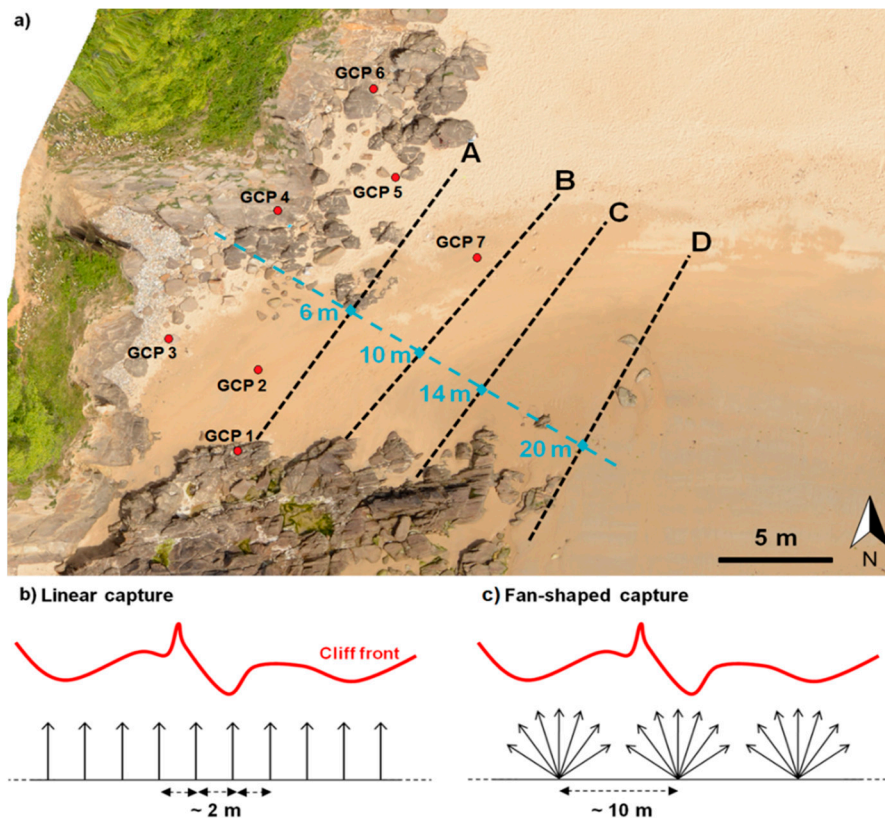 a)
GCP 6
A
GCP 5
B
GCP 4
C
GCP 7
D
6 m
GCP 3
10 m
GCP 2
14 m
GCP 1
20 m
5 m
N
b) Linear capture
c) Fan-shaped capture
Cliff front
~ 2 m
~ 10 m